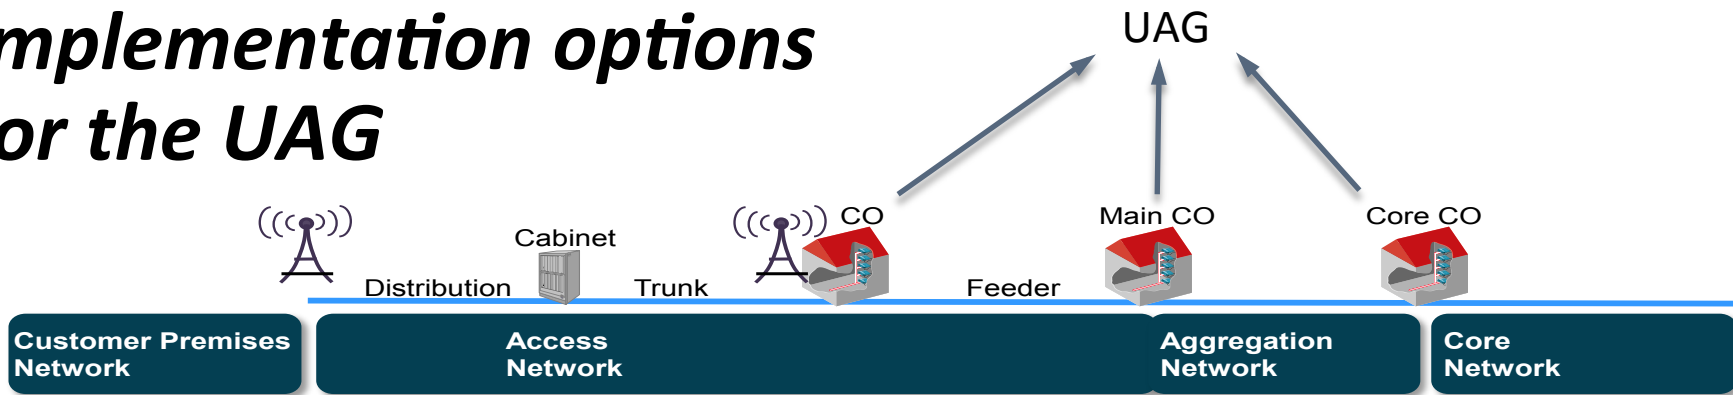 mplementation options
or the UAG
UAG
CO
Main CO
Core CO
Cabinet
Distribution
Trunk
Feeder
Customer Premises
Network
Access
Network
Aggregation
Network
Core
Network